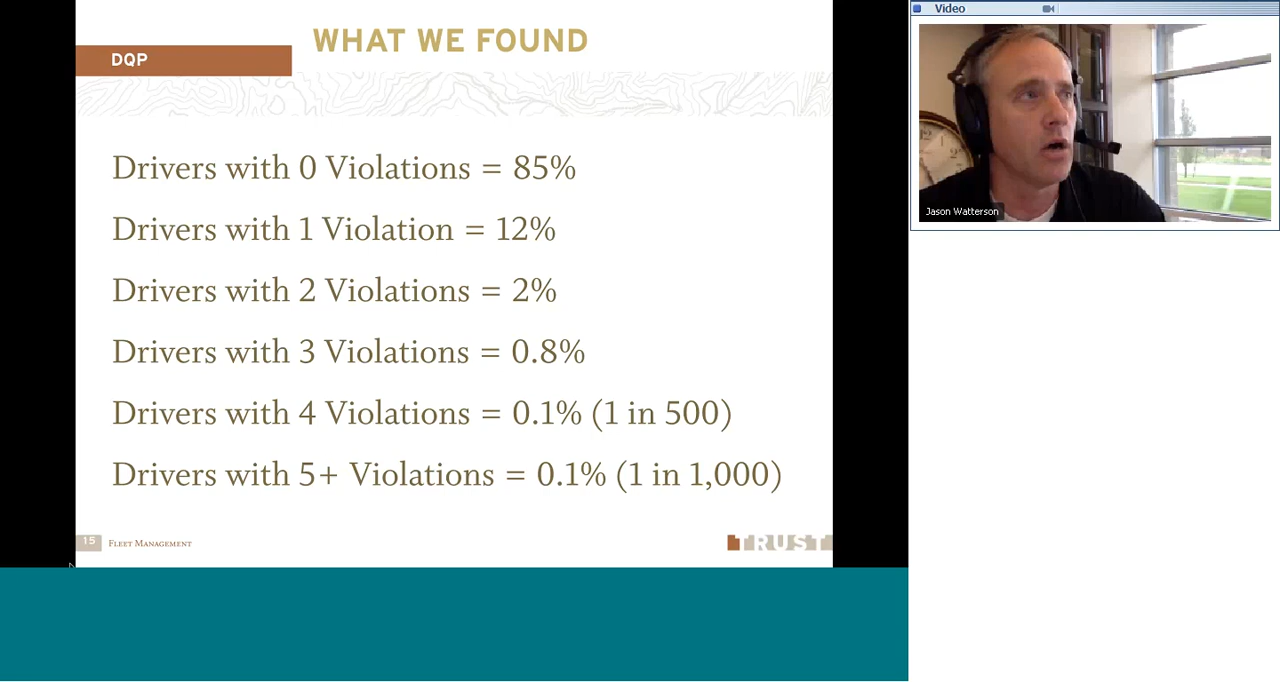 WHAT WE FOUND
DQP
Drivers with 0 Violations = 85%
Drivers with 1 Violation = 12%
Drivers with 2 Violations = 2%
Drivers with 3 Violations = 0.8%
Drivers with 4 Violations = 0.1% (1 in 500)
Drivers with 5+ Violations = 0.1% (1 in 1,000)
15 Fleet Management
TRUST
Video
Jason Watterson